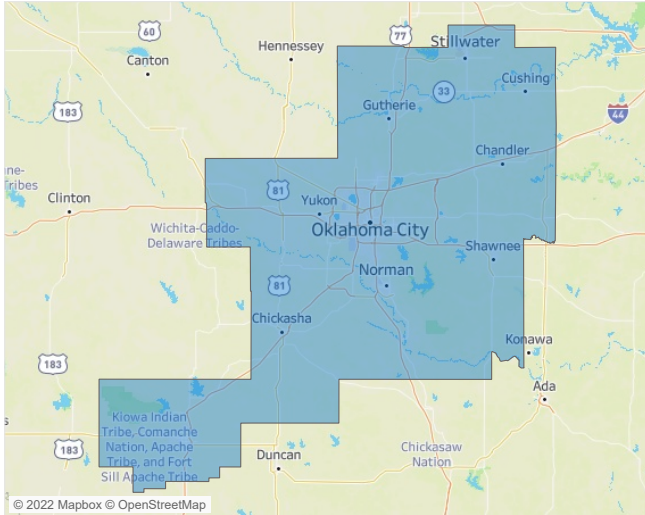 60
77
Stillwater
Hennessey
Canton
Cushing
33
Gutherie
183
44
Chandler
ne-
Tribes
81
Clinton
Yukon
Wichita-Caddo-
Delaware Tribes
Oklahoma City
Shawnee
Norman
81
Chickasha
Konawa
183
Ada
s
Kiowa Indian
Tribe, Comanche
Nation, Apache
Tribe, and Fort
Sill Apache Tribe
183
Duncan
Chickasaw
Nation
© 2022 Mapbox © OpenStreetMap